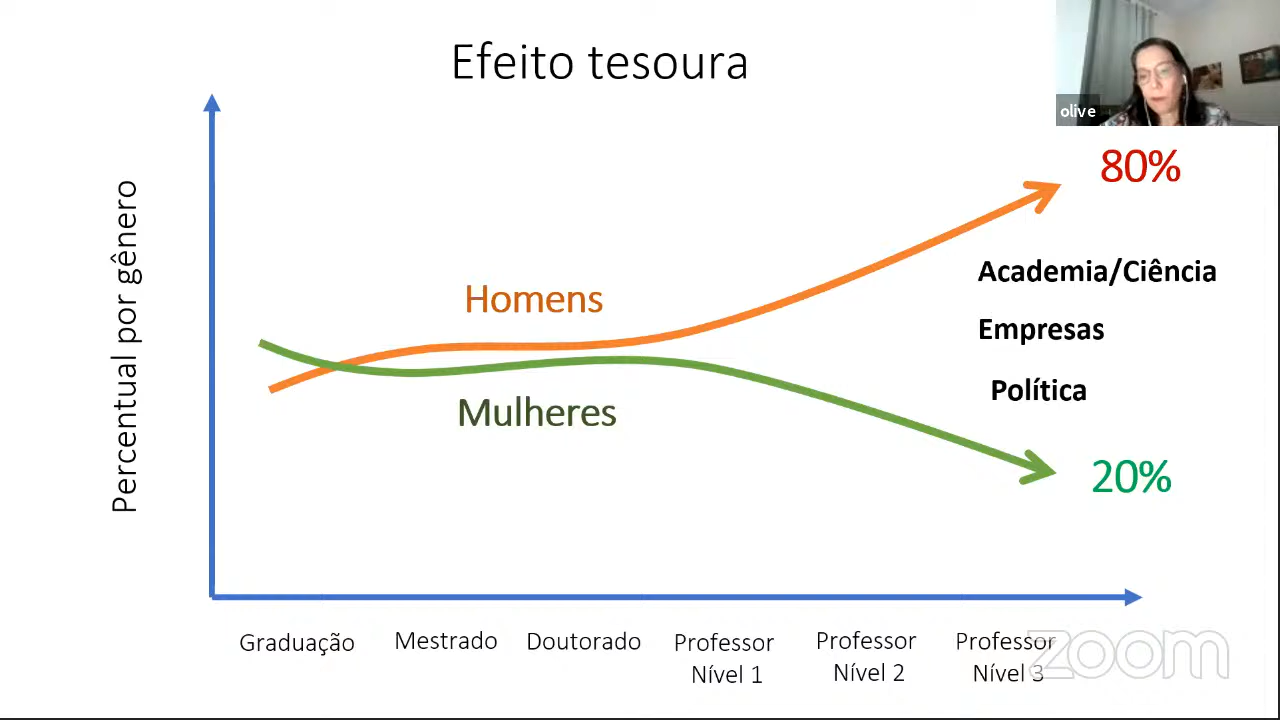 Efeito tesoura
olive
80%
Percentual por gênero
Academia/Ciência
Homens
Empresas
Política
Mulheres
20%
Graduação
Mestrado
Doutorado
Professor
Nível 1
Professor
Nível 2
Professor
Nível 3
zoom